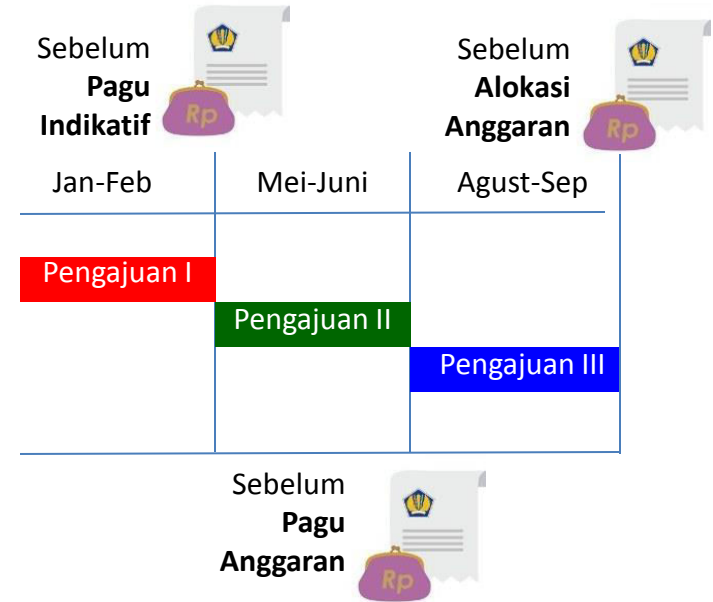 Sebelum
Pagu
Indikatif
Rp
Sebelum
Alokasi
Anggaran
Rp
Jan-Feb
Mei-Juni
Agust-Sep
Pengajuan I
Pengajuan II
Pengajuan III
Sebelum
Pagu
Anggaran
Rp